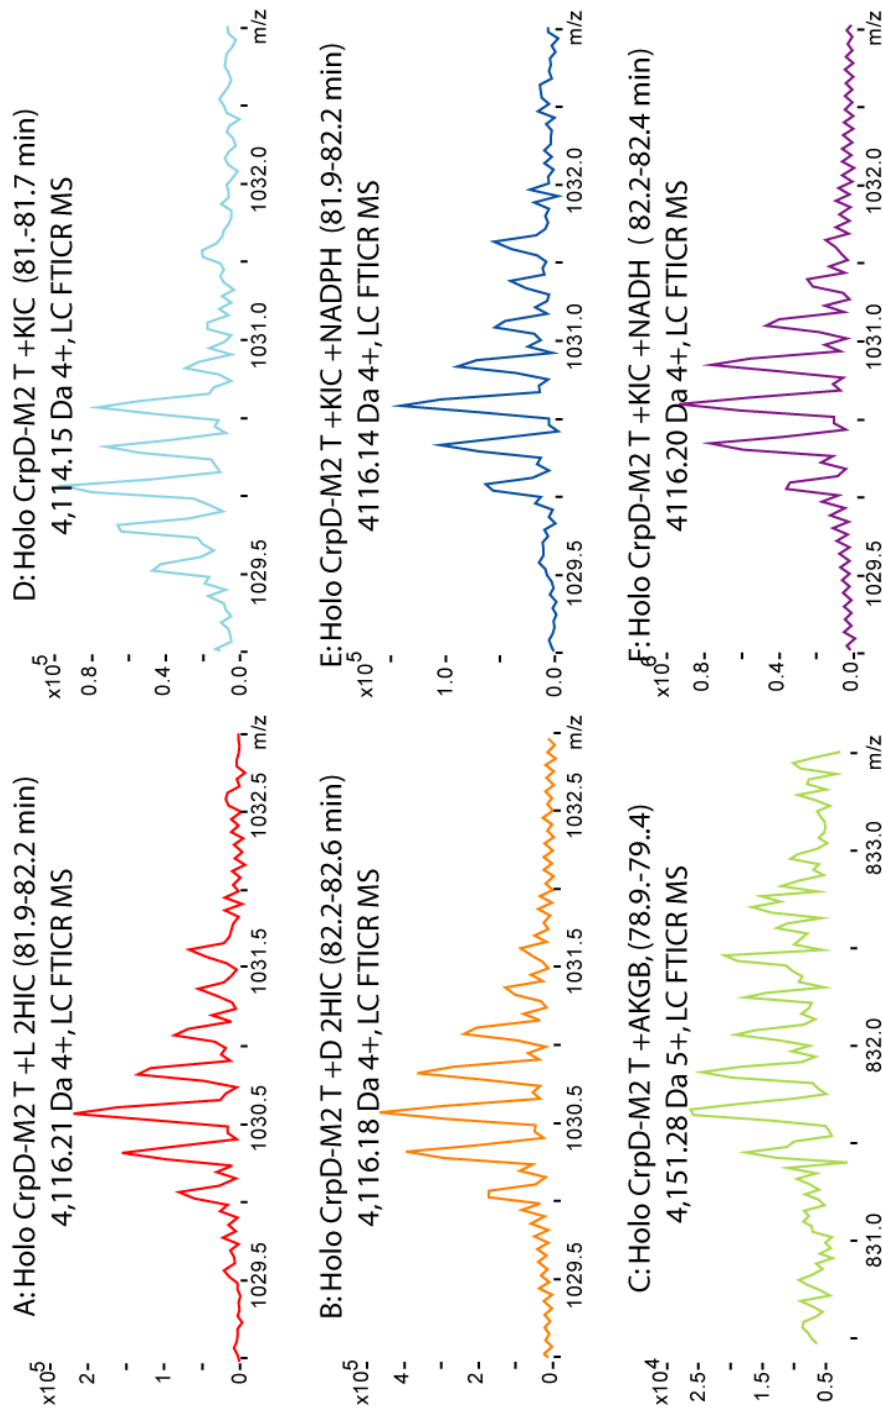 A: Holo CrpD-M2 T +L 2HIC (81.9-82.2 min)
4,116.21 Da 4+, LC FTICR MS
x10⁵
2
0
1029.5 1030.5 1031.5 1032.5 m/z
D: Holo CrpD-M2 T +KIC (81.-81.7 min)
4,114.15 Da 4+, LC FTICR MS
x10⁵
0.8
0.4
0.0
1029.5 1031.0 1032.0 m/z
B: Holo CrpD-M2 T +D 2HIC (82.2-82.6 min)
4,116.18 Da 4+, LC FTICR MS
x10⁵
4
2
0
1029.5 1030.5 1031.5 1032.5 m/z
E: Holo CrpD-M2 T +KIC +NADPH (81.9-82.2 min)
4116.14 Da 4+, LC FTICR MS
x10⁵
1.0
0.0
1029.5 1031.0 1032.0 m/z
C: Holo CrpD-M2 T +AKGB, (78.9.-79..4)
4,151.28 Da 5+, LC FTICR MS
x10⁴
2.5
1.5
0.5
831.0 832.0 833.0 m/z
F: Holo CrpD-M2 T +KIC +NADH ( 82.2-82.4 min)
4116.20 Da 4+, LC FTICR MS
x10⁶
0.8
0.4
0.0
1029.5 1031.0 1032.0 m/z